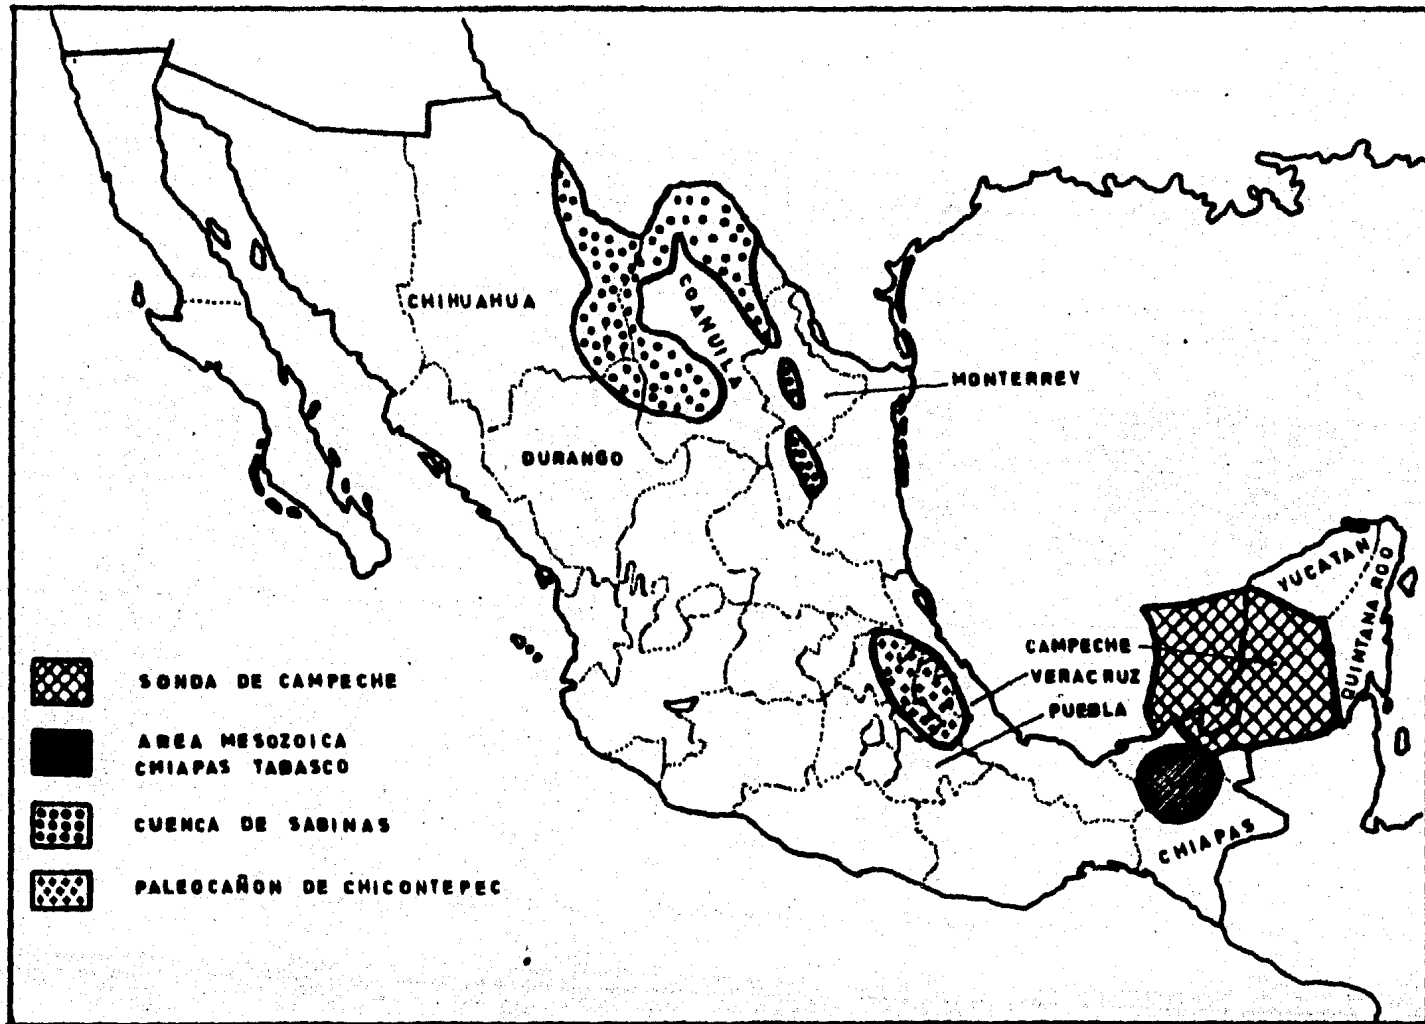 CHIHUAHUA
COAHUILA
MONTERREY
DURANGO
YUCATAN
QUINTANA ROO
CAMPECHE
VERACRUZ
PUEBLA
CHIAPAS
SONDA DE CAMPECHE
AREA MESOZOICA
CHIAPAS TABASCO
CUENCA DE SABINAS
PALEOCAÑON DE CHICONTEPEC